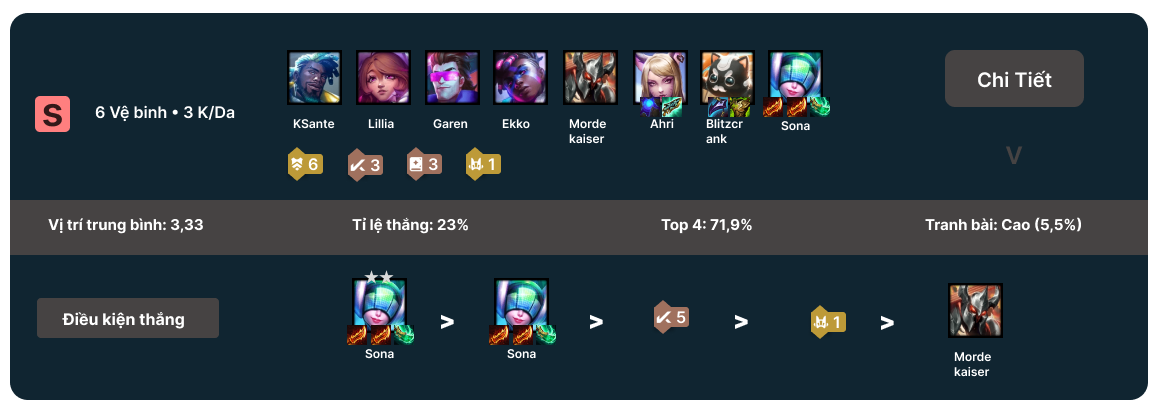 S
6 Vệ binh • 3 K/Da
KSante
Lillia
Garen
Ekko
Morde
kaiser
Ahri
Blitzcr
ank
Sona
Chi Tiết
6
3
3
1
V
Vị trí trung bình: 3,33
Tỉ lệ thắng: 23%
Top 4: 71,9%
Tranh bài: Cao (5,5%)
Điều kiện thắng
Sona
>
Sona
>
5
>
1
>
Morde
kaiser